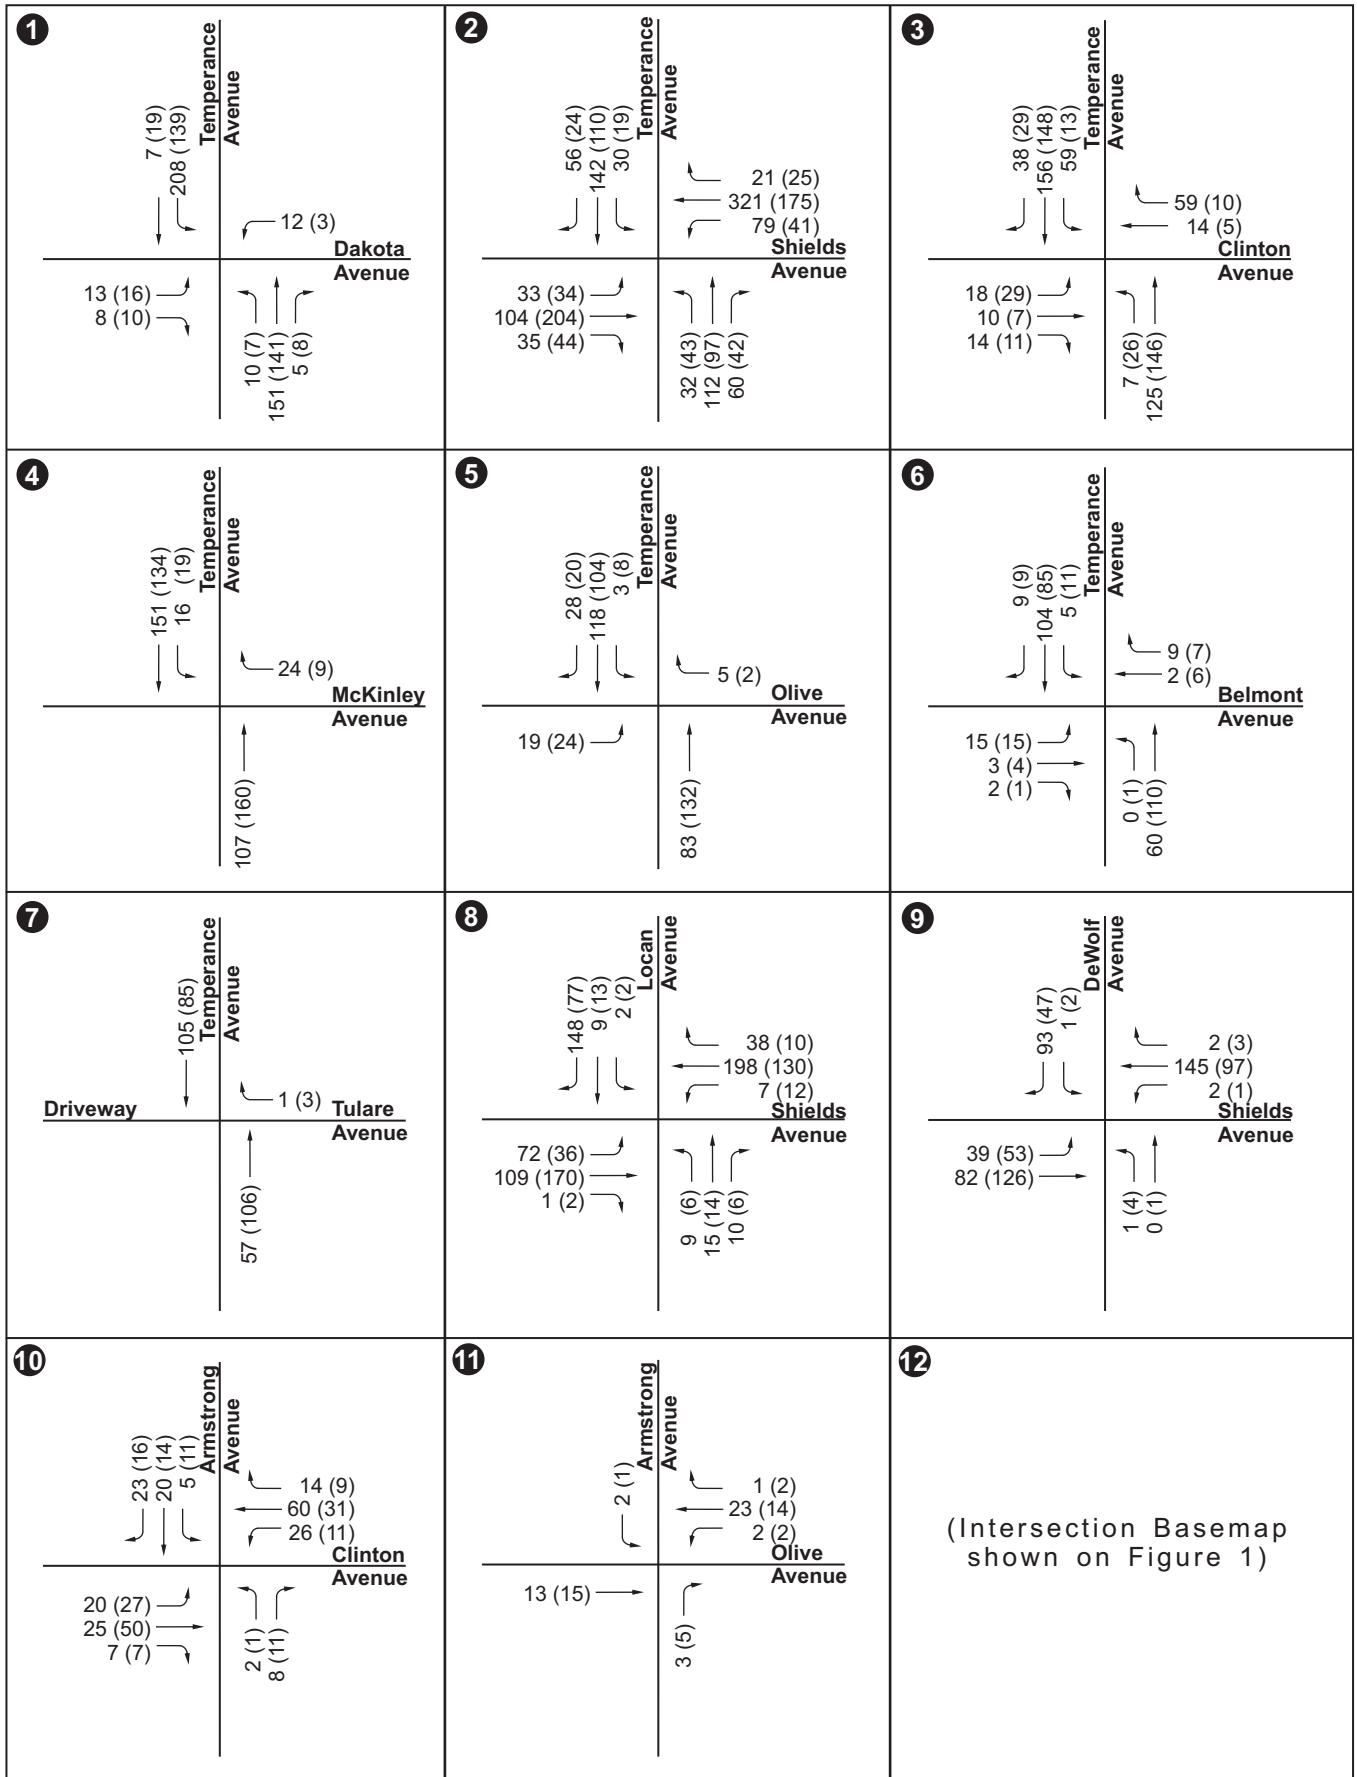 1
Temperance
Avenue
7 (19)
208 (139)
12 (3)
Dakota
Avenue
13 (16)
8 (10)
10 (7)
151 (141)
5 (8)
2
Temperance
Avenue
56 (24)
142 (110)
30 (19)
21 (25)
321 (175)
79 (41)
Shields
Avenue
33 (34)
104 (204)
35 (44)
32 (43)
112 (97)
60 (42)
3
Temperance
Avenue
38 (29)
156 (148)
59 (13)
59 (10)
14 (5)
Clinton
Avenue
18 (29)
10 (7)
14 (11)
7 (26)
125 (146)
4
Temperance
Avenue
151 (134)
16 (19)
24 (9)
McKinley
Avenue
107 (160)
5
Temperance
Avenue
28 (20)
118 (104)
3 (8)
5 (2)
Olive
Avenue
19 (24)
83 (132)
6
Temperance
Avenue
9 (9)
104 (85)
5 (11)
9 (7)
2 (6)
Belmont
Avenue
15 (15)
3 (4)
2 (1)
0 (1)
60 (110)
7
Temperance
Avenue
105 (85)
1 (3)
Driveway
Tulare
Avenue
57 (106)
8
Locan
Avenue
148 (77)
9 (13)
2 (2)
38 (10)
198 (130)
7 (12)
Shields
Avenue
72 (36)
109 (170)
1 (2)
9 (6)
15 (14)
10 (6)
9
DeWolf
Avenue
93 (47)
1 (2)
2 (3)
145 (97)
2 (1)
Shields
Avenue
39 (53)
82 (126)
1 (4)
0 (1)
10
Armstrong
Avenue
23 (16)
20 (14)
5 (11)
14 (9)
60 (31)
26 (11)
Clinton
Avenue
20 (27)
25 (50)
7 (7)
2 (1)
8 (11)
11
Armstrong
Avenue
2 (1)
1 (2)
23 (14)
2 (2)
Olive
Avenue
13 (15)
3 (5)
12
(Intersection Basemap
shown on Figure 1)